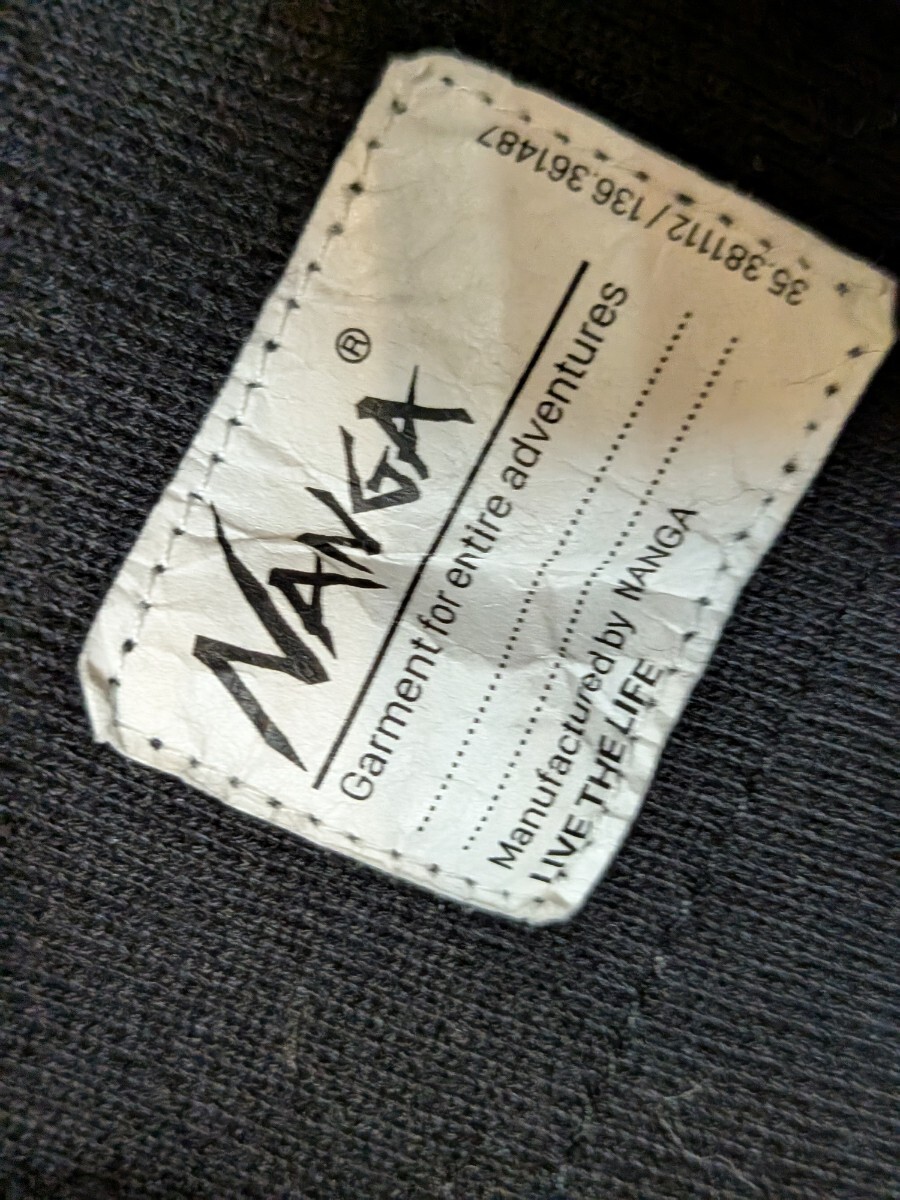 NANGA®
Garment for entire adventures
Manufactured by NANGA
LIVE THE LIFE
35.381112 / 136.361487